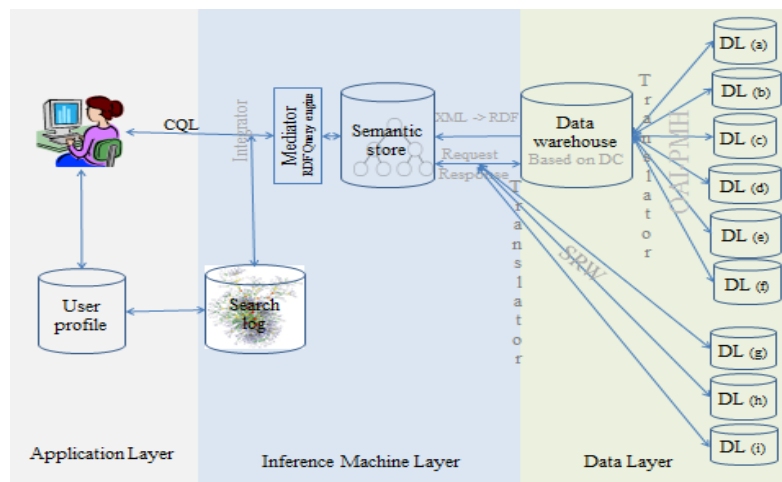 CQL
Integrator
Mediator
RDFQuery engine
Semantic
store
XML -> RDF
Request
Response
Data
warehouse
Based on DC
Translator
OAI-PMH
DL (a)
DL (b)
DL (c)
DL (d)
DL (e)
DL (f)
User
profile
Search
log
Translator
SRW
DL (g)
DL (h)
DL (i)
Application Layer
Inference Machine Layer
Data Layer